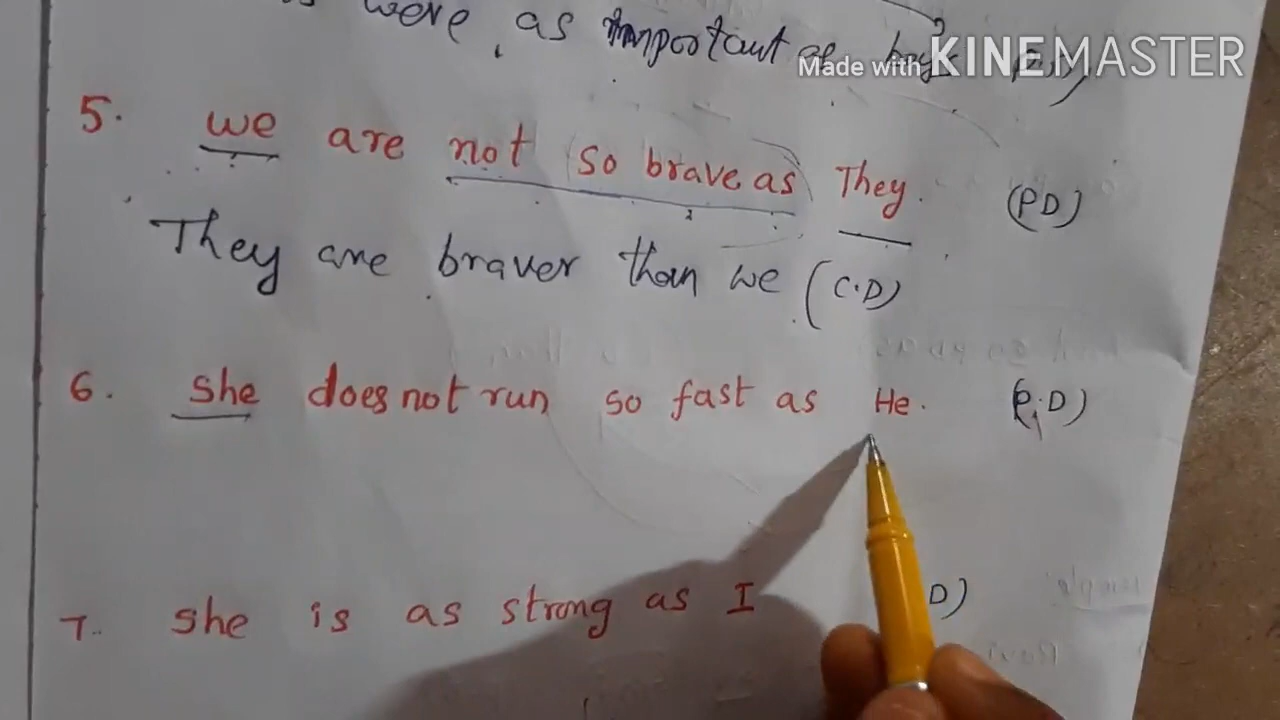 were, as important as boys
Made with KINEMASTER
5. we are not so brave as They. (PD)
They are braver than we (C.D)
6. She does not run so fast as He. (P.D)
7. she is as strong as I D)